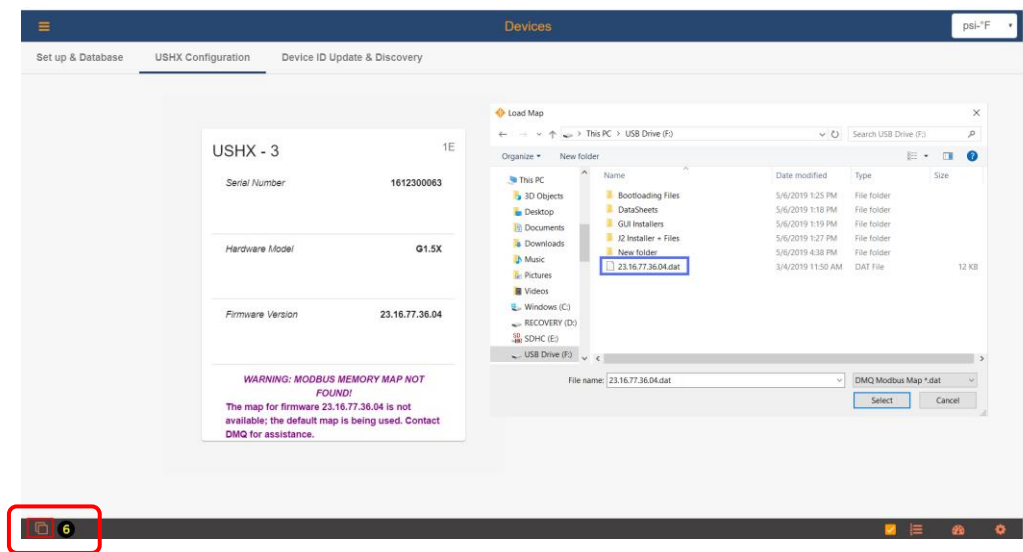 Devices
psi-°F
Set up & Database
USHX Configuration
Device ID Update & Discovery
USHX - 3
1E
Serial Number
1612300063
Hardware Model
G1.5X
Firmware Version
23.16.77.36.04
WARNING: MODBUS MEMORY MAP NOT
FOUND!
The map for firmware 23.16.77.36.04 is not
available; the default map is being used. Contact
DMQ for assistance.
Load Map
This PC > USB Drive (F:)
Search USB Drive (F:)
Organize
New folder
This PC
3D Objects
Desktop
Documents
Downloads
Music
Pictures
Videos
Windows (C:)
RECOVERY (D:)
SDHC (E:)
USB Drive (F:)
Name Date modified Type Size
Bootloading Files 5/6/2019 1:25 PM File folder
DataSheets 5/6/2019 1:18 PM File folder
GUI Installers 5/6/2019 1:19 PM File folder
J2 Installer + Files 5/6/2019 1:27 PM File folder
New folder 5/6/2019 4:38 PM File folder
23.16.77.36.04.dat 3/4/2019 11:50 AM DAT File 12 KB
File name: 23.16.77.36.04.dat
DMQ Modbus Map *.dat
Select
Cancel
6